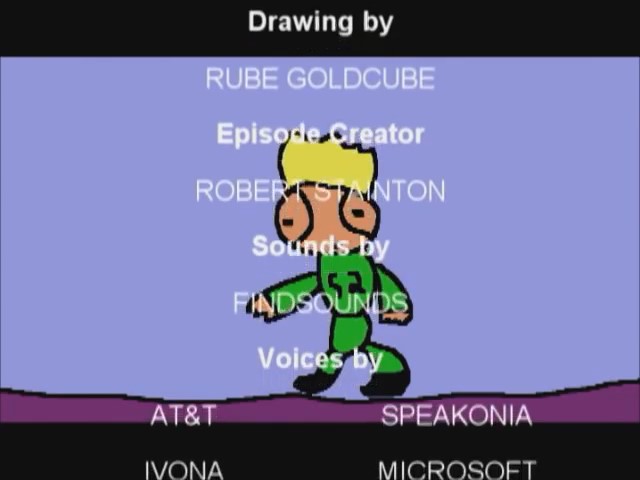 Drawing by
RUBE GOLDCUBE
Episode Creator
ROBERT STAINTON
Sounds by
FINDSOUNDS
Voices by
AT&T SPEAKONIA
IVONA MICROSOFT